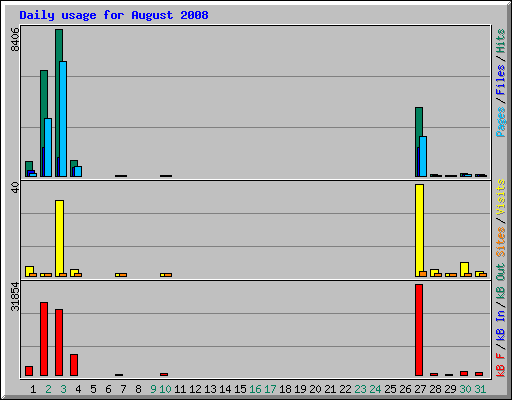 Daily usage for August 2008
8406
40
31854
Pages / Files / Hits
Sites / Visits
kB F / kB In / kB Out
1 2 3 4 5 6 7 8 9 10 11 12 13 14 15 16 17 18 19 20 21 22 23 24 25 26 27 28 29 30 31